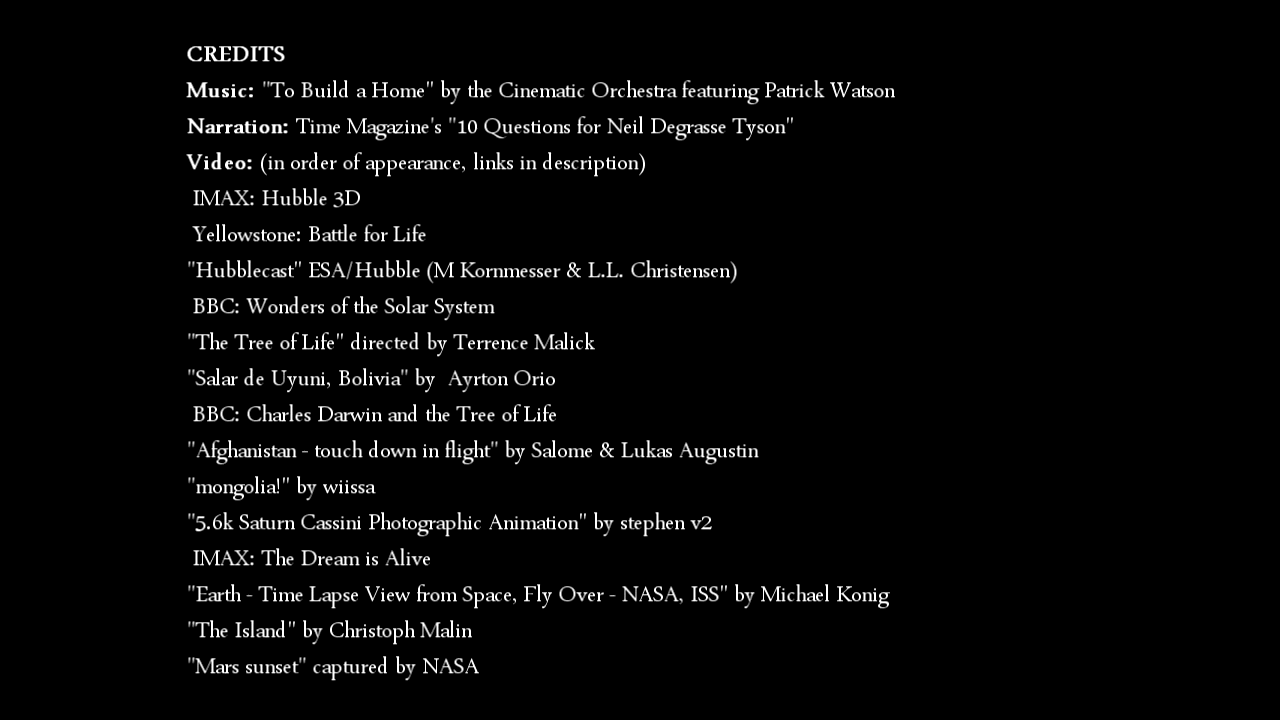 CREDITS
Music: "To Build a Home" by the Cinematic Orchestra featuring Patrick Watson
Narration: Time Magazine's "10 Questions for Neil Degrasse Tyson"
Video: (in order of appearance, links in description)
IMAX: Hubble 3D
Yellowstone: Battle for Life
"Hubblecast" ESA/Hubble (M Kornmesser & L.L. Christensen)
BBC: Wonders of the Solar System
"The Tree of Life" directed by Terrence Malick
"Salar de Uyuni, Bolivia" by  Ayrton Orio
BBC: Charles Darwin and the Tree of Life
"Afghanistan - touch down in flight" by Salome & Lukas Augustin
"mongolia!" by wiissa
"5.6k Saturn Cassini Photographic Animation" by stephen v2
IMAX: The Dream is Alive
"Earth - Time Lapse View from Space, Fly Over - NASA, ISS" by Michael Konig
"The Island" by Christoph Malin
"Mars sunset" captured by NASA